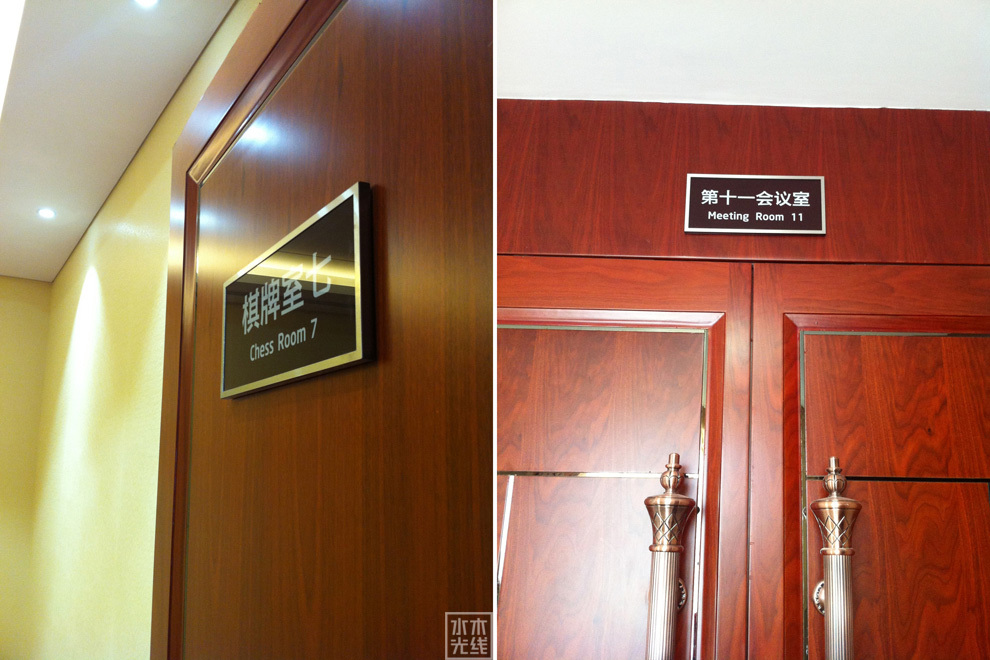 棋牌室七
Chess Room 7
第十一会议室
Meeting Room 11
水木
光线